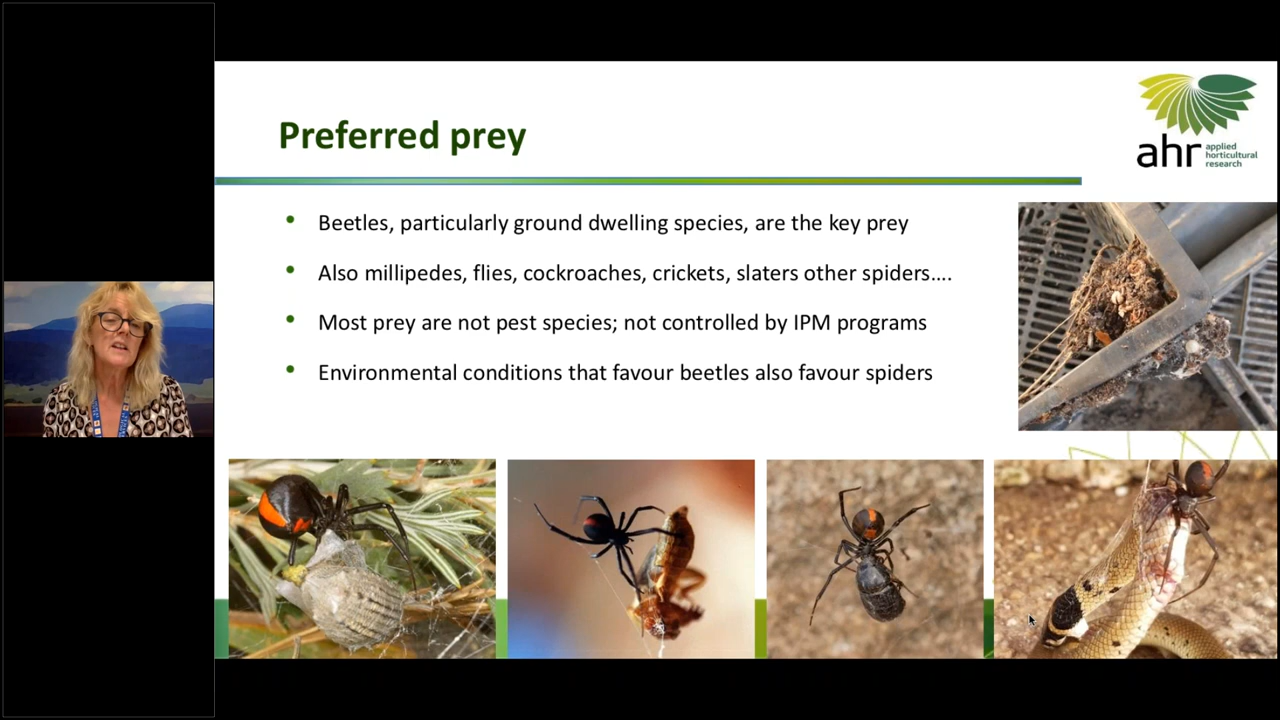 Preferred prey
ahr applied
horticultural
research
Beetles, particularly ground dwelling species, are the key prey
Also millipedes, flies, cockroaches, crickets, slaters other spiders....
Most prey are not pest species; not controlled by IPM programs
Environmental conditions that favour beetles also favour spiders